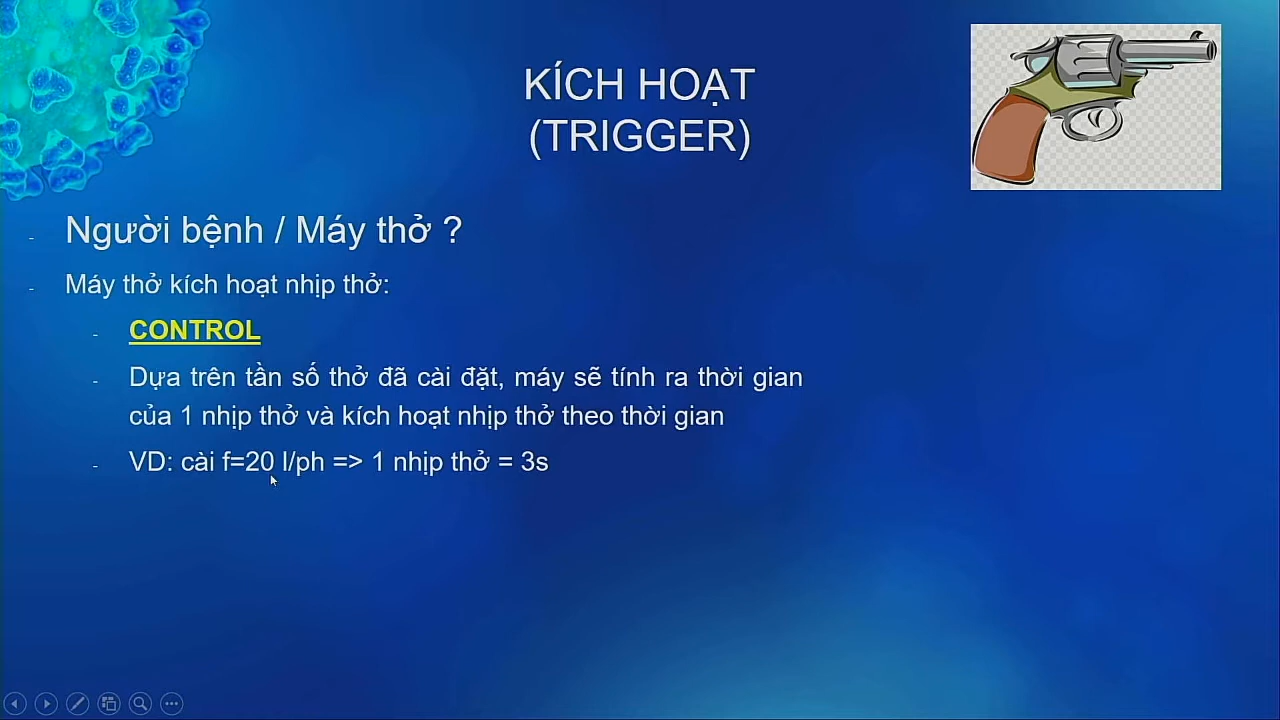 KÍCH HOẠT
(TRIGGER)
- Người bệnh / Máy thở ?
- Máy thở kích hoạt nhịp thở:
- CONTROL
- Dựa trên tần số thở đã cài đặt, máy sẽ tính ra thời gian
của 1 nhịp thở và kích hoạt nhịp thở theo thời gian
- VD: cài f=20 l/ph => 1 nhịp thở = 3s